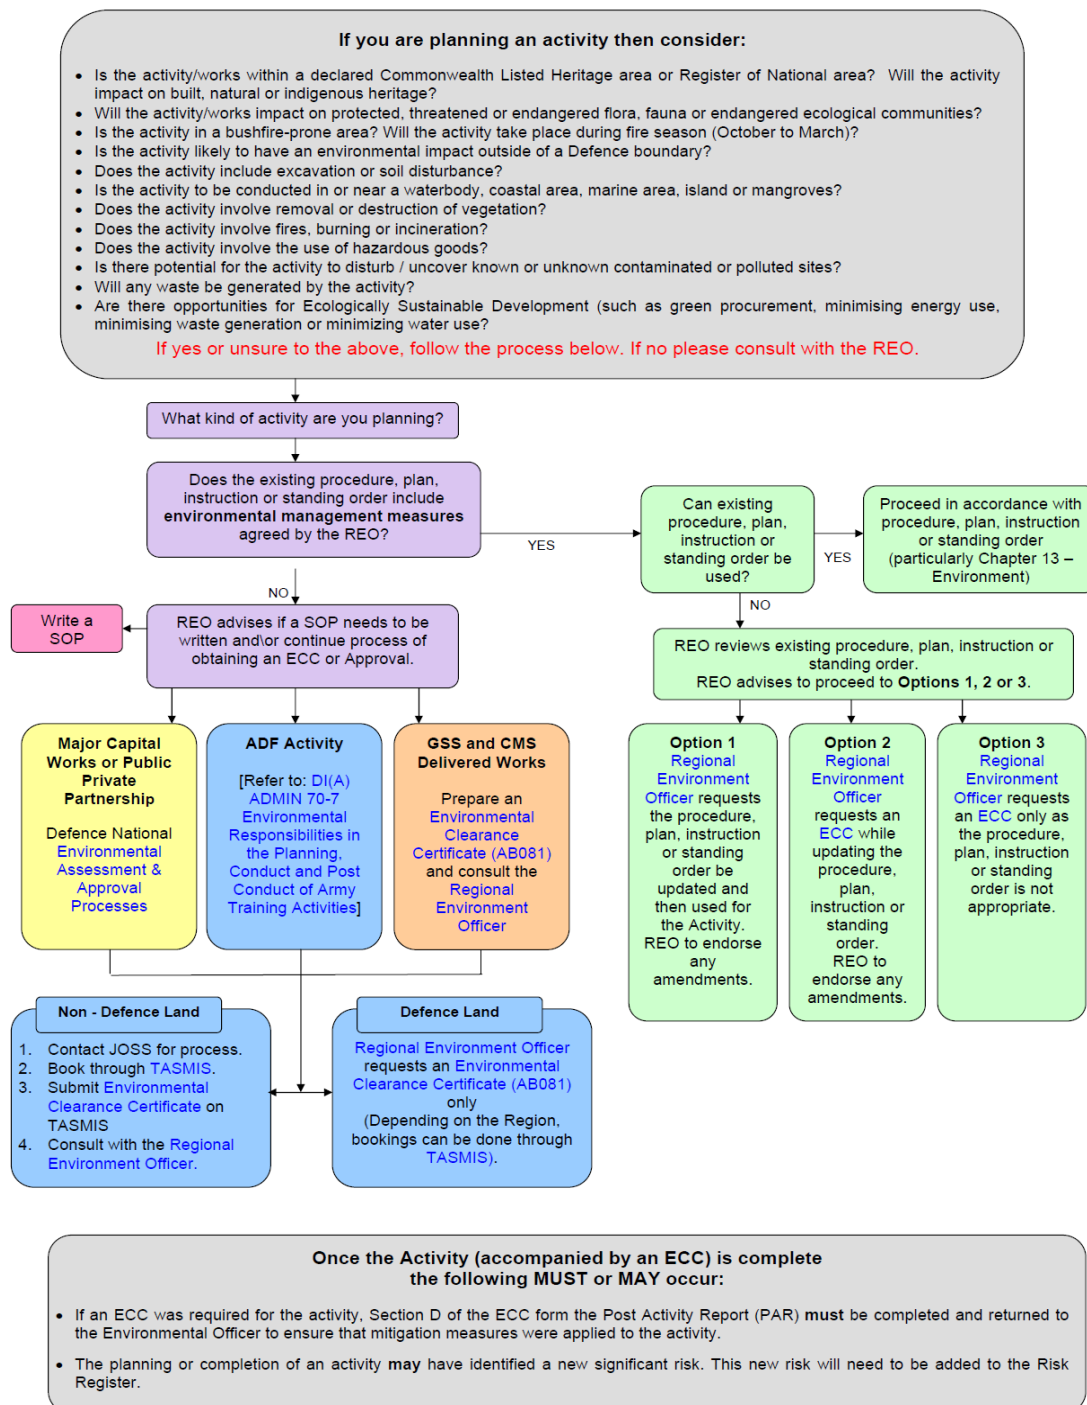 If you are planning an activity then consider:
• Is the activity/works within a declared Commonwealth Listed Heritage area or Register of National area? Will the activity
impact on built, natural or indigenous heritage?
• Will the activity/works impact on protected, threatened or endangered flora, fauna or endangered ecological communities?
• Is the activity in a bushfire-prone area? Will the activity take place during fire season (October to March)?
• Is the activity likely to have an environmental impact outside of a Defence boundary?
• Does the activity include excavation or soil disturbance?
• Is the activity to be conducted in or near a waterbody, coastal area, marine area, island or mangroves?
• Does the activity involve removal or destruction of vegetation?
• Does the activity involve fires, burning or incineration?
• Does the activity involve the use of hazardous goods?
• Is there potential for the activity to disturb / uncover known or unknown contaminated or polluted sites?
• Will any waste be generated by the activity?
• Are there opportunities for Ecologically Sustainable Development (such as green procurement, minimising energy use,
minimising waste generation or minimizing water use?
If yes or unsure to the above, follow the process below. If no please consult with the REO.
What kind of activity are you planning?
Does the existing procedure, plan,
instruction or standing order include
environmental management measures
agreed by the REO?
YES
Can existing
procedure, plan,
instruction or
standing order be
used?
YES
Proceed in accordance with
procedure, plan, instruction
or standing order
(particularly Chapter 13 –
Environment)
NO
NO
Write a
SOP
REO advises if a SOP needs to be
written and\or continue process of
obtaining an ECC or Approval.
REO reviews existing procedure, plan, instruction or
standing order.
REO advises to proceed to Options 1, 2 or 3.
Major Capital
Works or Public
Private
Partnership
Defence National
Environmental
Assessment &
Approval
Processes
ADF Activity
[Refer to: DI(A)
ADMIN 70-7
Environmental
Responsibilities in
the Planning,
Conduct and Post
Conduct of Army
Training Activities]
GSS and CMS
Delivered Works
Prepare an
Environmental
Clearance
Certificate (AB081)
and consult the
Regional
Environment
Officer
Option 1
Regional
Environment
Officer requests
the procedure,
plan, instruction
or standing
order be
updated and
then used for
the Activity.
REO to endorse
any
amendments.
Option 2
Regional
Environment
Officer
requests an
ECC while
updating the
procedure,
plan,
instruction or
standing
order.
REO to
endorse any
amendments.
Option 3
Regional
Environment
Officer requests
an ECC only as
the procedure,
plan, instruction
or standing
order is not
appropriate.
Non - Defence Land
1. Contact JOSS for process.
2. Book through TASMIS.
3. Submit Environmental
Clearance Certificate on
TASMIS
4. Consult with the Regional
Environment Officer.
Defence Land
Regional Environment Officer
requests an Environmental
Clearance Certificate (AB081)
only
(Depending on the Region,
bookings can be done through
TASMIS).
Once the Activity (accompanied by an ECC) is complete
the following MUST or MAY occur:
• If an ECC was required for the activity, Section D of the ECC form the Post Activity Report (PAR) must be completed and returned to
the Environmental Officer to ensure that mitigation measures were applied to the activity.
• The planning or completion of an activity may have identified a new significant risk. This new risk will need to be added to the Risk
Register.